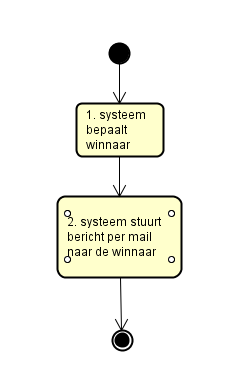 1. systeem
bepaalt
winnaar
2. systeem stuurt
bericht per mail
naar de winnaar